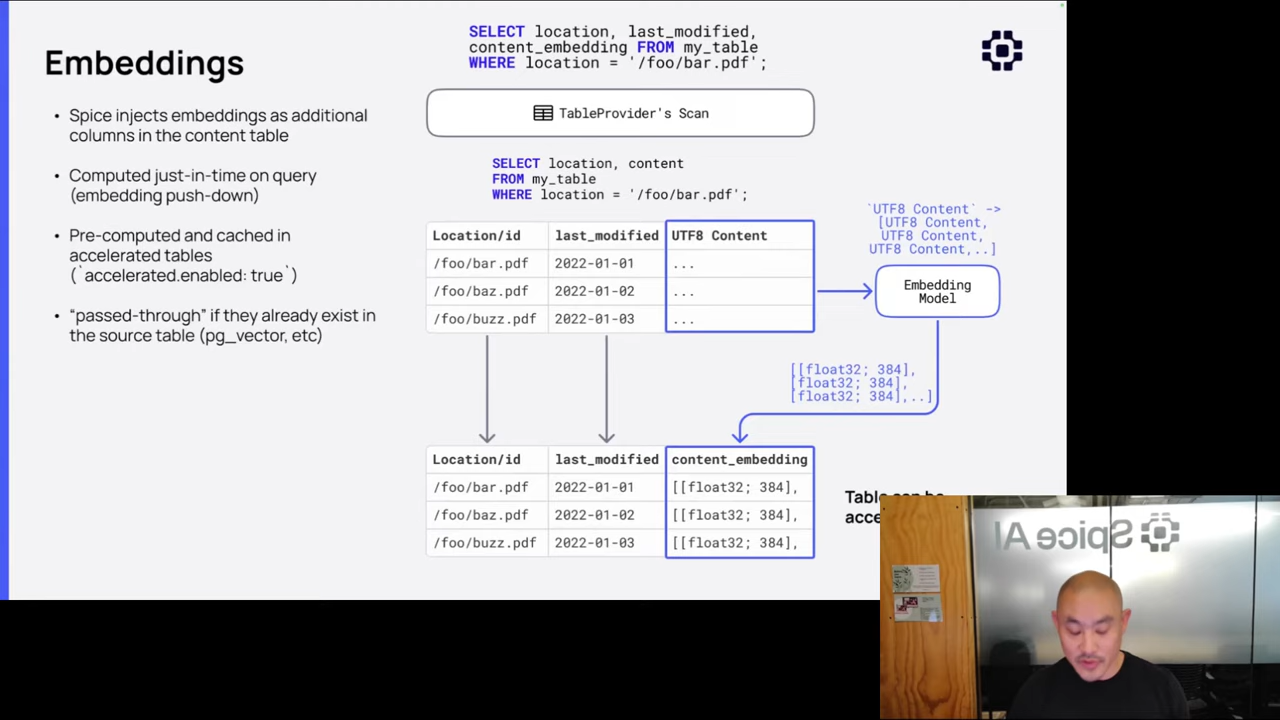 Embeddings
• Spice injects embeddings as additional
columns in the content table
• Computed just-in-time on query
(embedding push-down)
• Pre-computed and cached in
accelerated tables
(`accelerated.enabled: true`)
• “passed-through” if they already exist in
the source table (pg_vector, etc)
SELECT location, last_modified,
content_embedding FROM my_table
WHERE location = '/foo/bar.pdf';
TableProvider's Scan
SELECT location, content
FROM my_table
WHERE location = '/foo/bar.pdf';
Location/id last_modified UTF8 Content
/foo/bar.pdf 2022-01-01 ...
/foo/baz.pdf 2022-01-02 ...
/foo/buzz.pdf 2022-01-03 ...
`UTF8 Content` ->
[UTF8 Content,
UTF8 Content,
UTF8 Content,..]
Embedding
Model
[[float32; 384],
[float32; 384],
[float32; 384],..]
Location/id last_modified content_embedding
/foo/bar.pdf 2022-01-01 [[float32; 384],
/foo/baz.pdf 2022-01-02 [[float32; 384],
/foo/buzz.pdf 2022-01-03 [[float32; 384],
Table can be
Spice AI